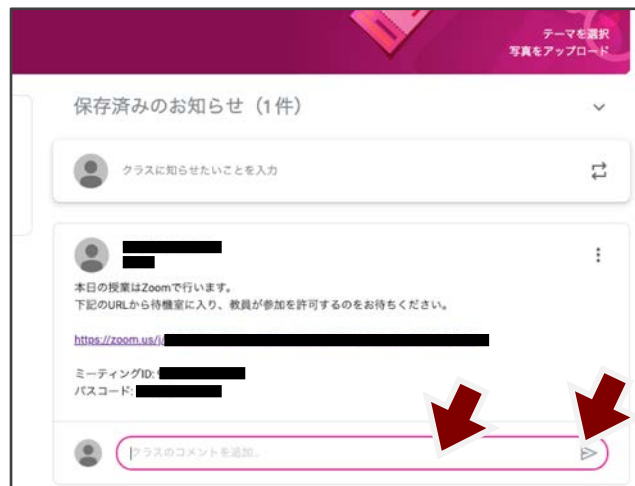 テーマを選択
写真をアップロード
保存済みのお知らせ（1件）
クラスに知らせたいことを入力
本日の授業はZoomで行います。
下記のURLから待機室に入り、教員が参加を許可するのをお待ちください。
https://zoom.us/j/
ミーティングID:
パスコード:
クラスのコメントを追加…